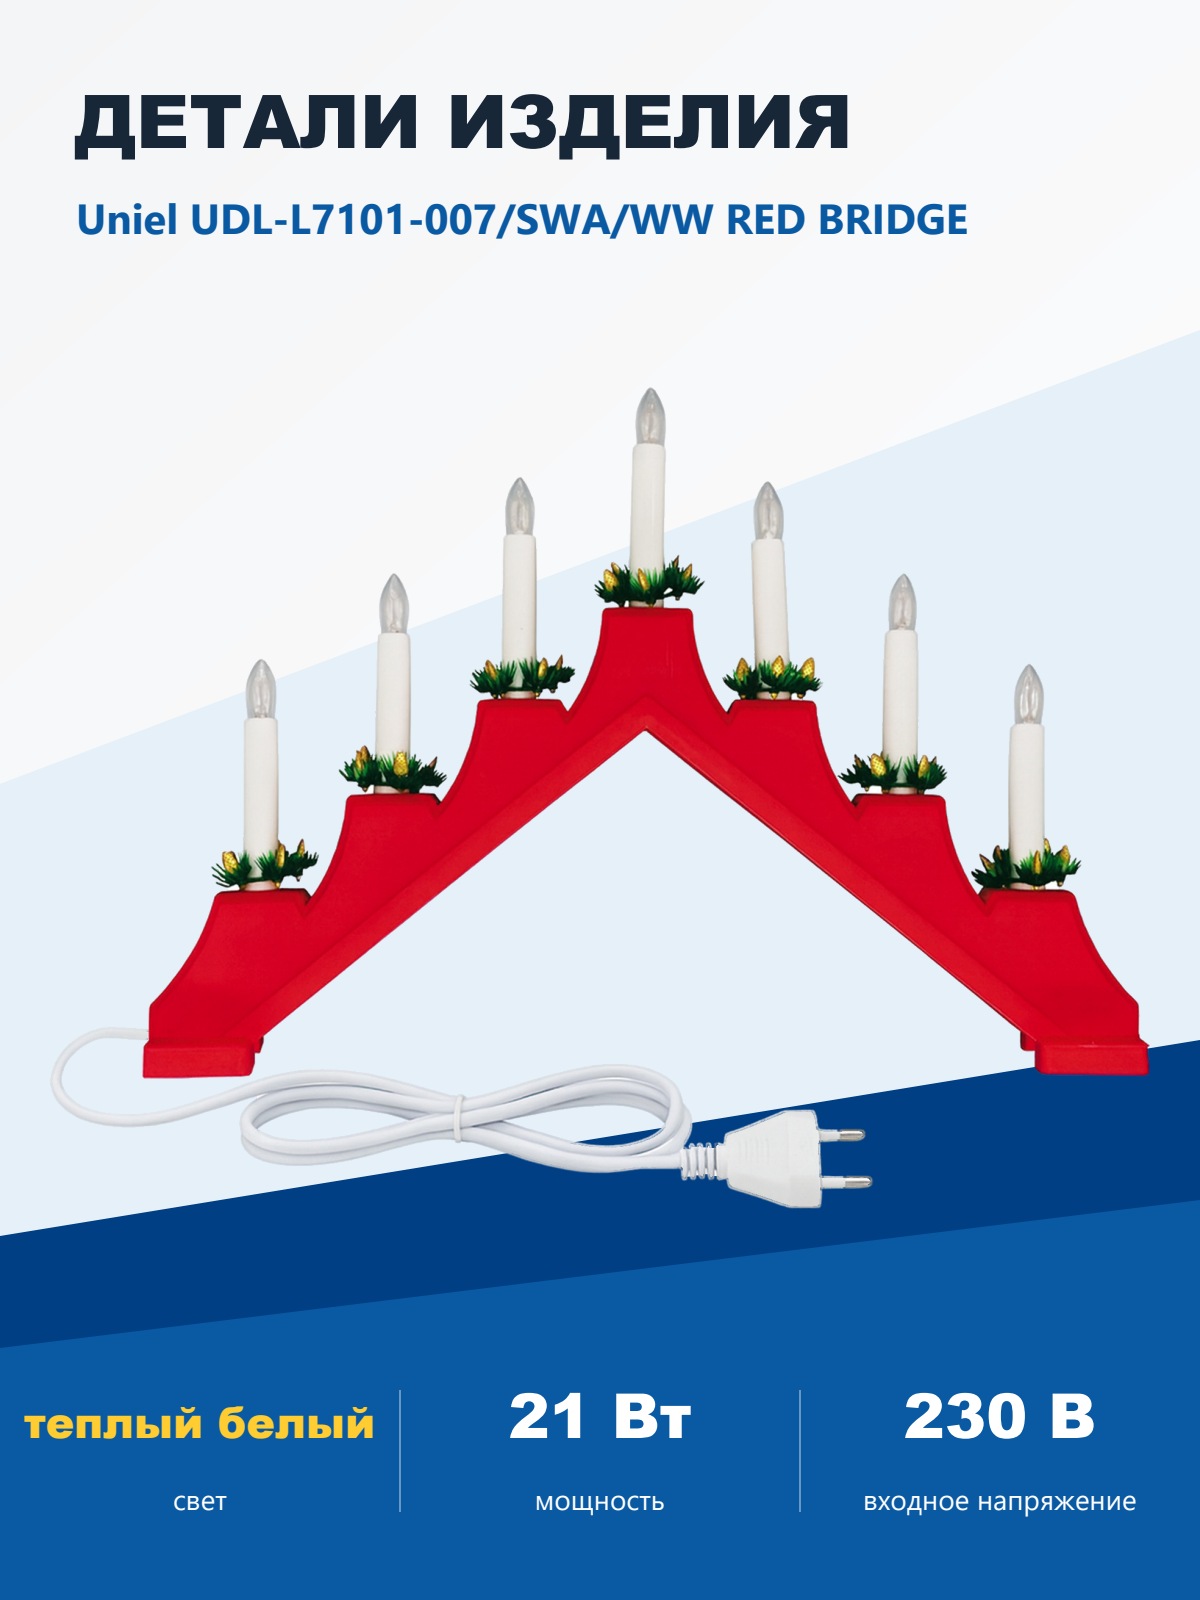 ДЕТАЛИ ИЗДЕЛИЯ
Uniel UDL-L7101-007/SWA/WW RED BRIDGE
теплый белый
свет
21 Вт
мощность
230 В
входное напряжение